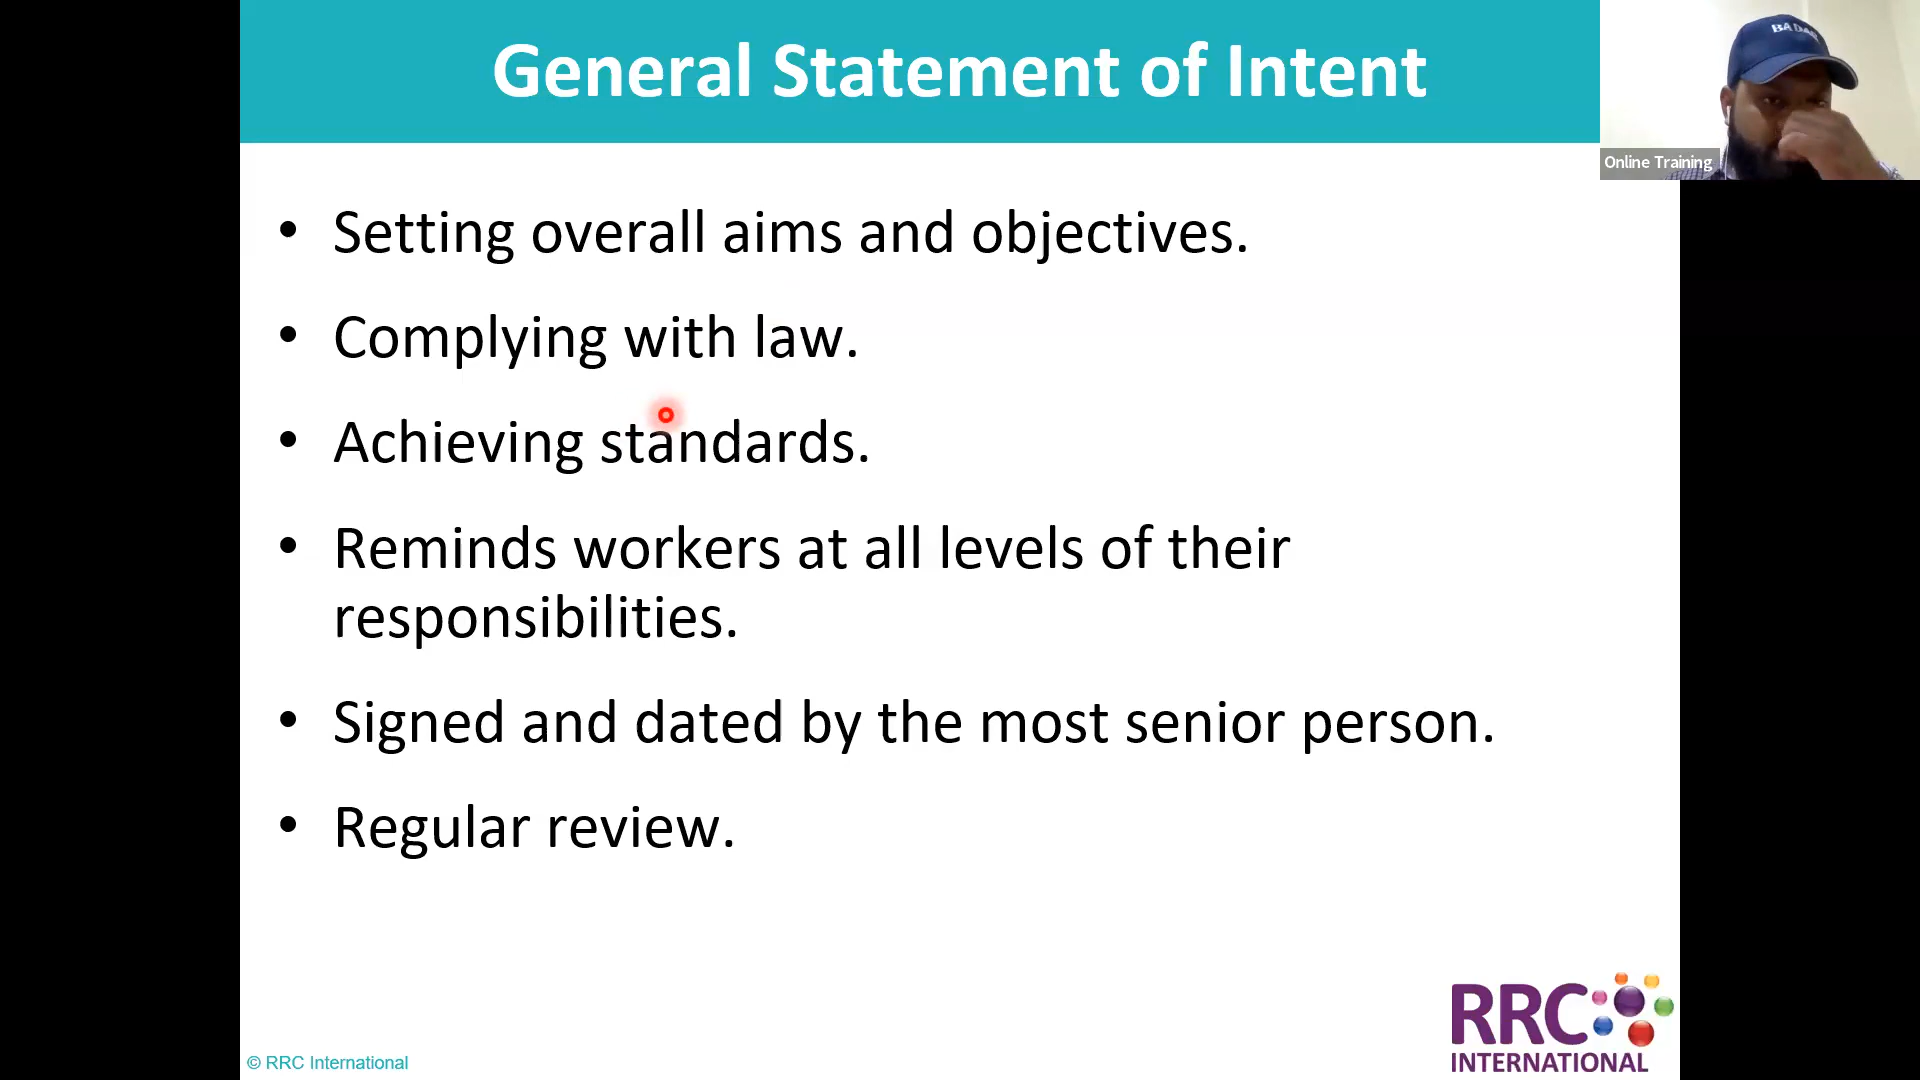 General Statement of Intent
Online Training
• Setting overall aims and objectives.
• Complying with law.
• Achieving standards.
• Reminds workers at all levels of their
responsibilities.
• Signed and dated by the most senior person.
• Regular review.
RRC
INTERNATIONAL
© RRC International